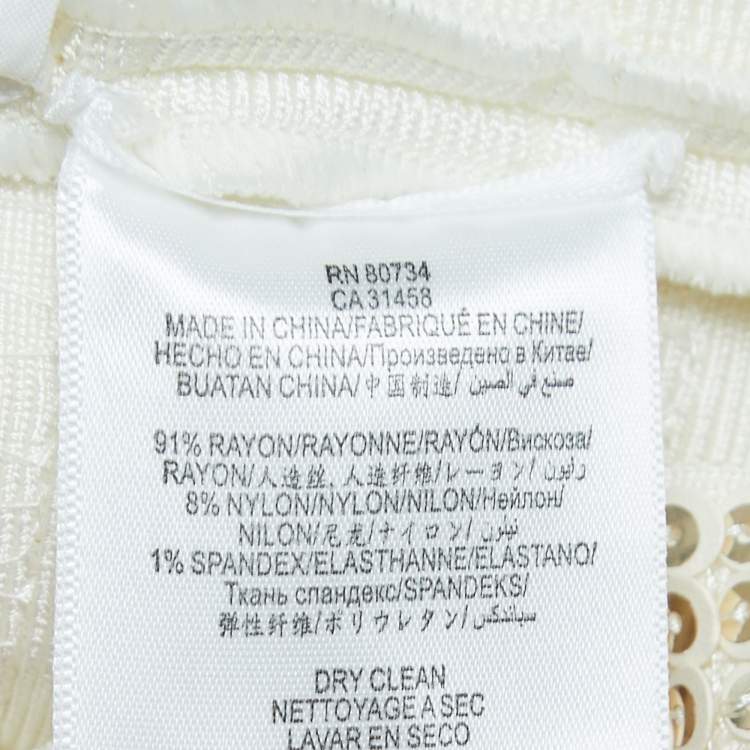 RN 80734
CA 31458
MADE IN CHINA/FABRIQUÉ EN CHINE/
HECHO EN CHINA/Произведено в Китае/
BUATAN CHINA/中国制造/صنع في الصين
91% RAYON/RAYONNE/RAYÓN/Вискоза/
RAYON/人造丝、人造纤维/レーヨン/رايون
8% NYLON/NYLON/NILON/Нейлон/
NILON/尼龙/ナイロン/نيلون
1% SPANDEX/ELASTHANNE/ELASTANO/
Ткань спандекс/SPANDEKS/
弹性纤维/ポリウレタン/سباندكس
DRY CLEAN
NETTOYAGE A SEC
LAVAR EN SECO